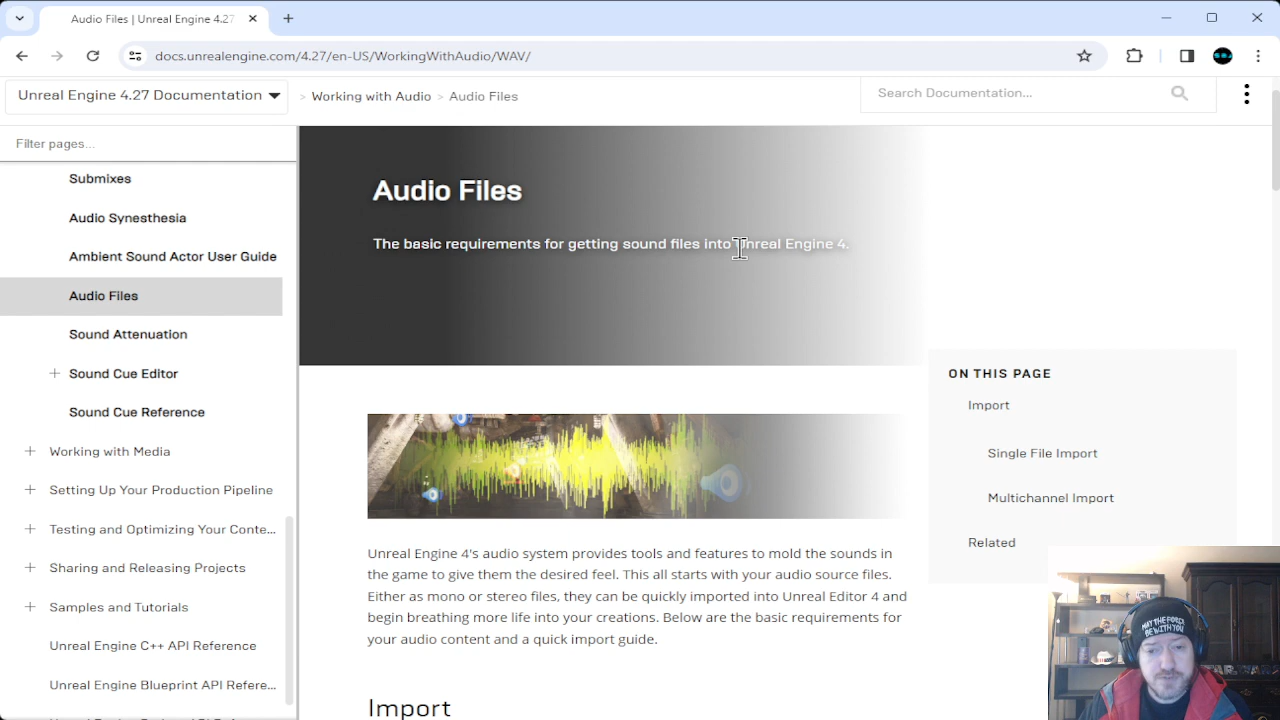 Audio Files | Unreal Engine 4.27
docs.unrealengine.com/4.27/en-US/WorkingWithAudio/WAV/
Unreal Engine 4.27 Documentation
> Working with Audio > Audio Files
Search Documentation...
Filter pages...
Submixes
Audio Synesthesia
Ambient Sound Actor User Guide
Audio Files
Sound Attenuation
Sound Cue Editor
Sound Cue Reference
Working with Media
Setting Up Your Production Pipeline
Testing and Optimizing Your Conte...
Sharing and Releasing Projects
Samples and Tutorials
Unreal Engine C++ API Reference
Unreal Engine Blueprint API Refere...
Audio Files
The basic requirements for getting sound files into Unreal Engine 4.
Unreal Engine 4's audio system provides tools and features to mold the sounds in
the game to give them the desired feel. This all starts with your audio source files.
Either as mono or stereo files, they can be quickly imported into Unreal Editor 4 and
begin breathing more life into your creations. Below are the basic requirements for
your audio content and a quick import guide.
Import
ON THIS PAGE
Import
Single File Import
Multichannel Import
Related
MAY THE FORCE
BE WITH YOU
STAR WARS